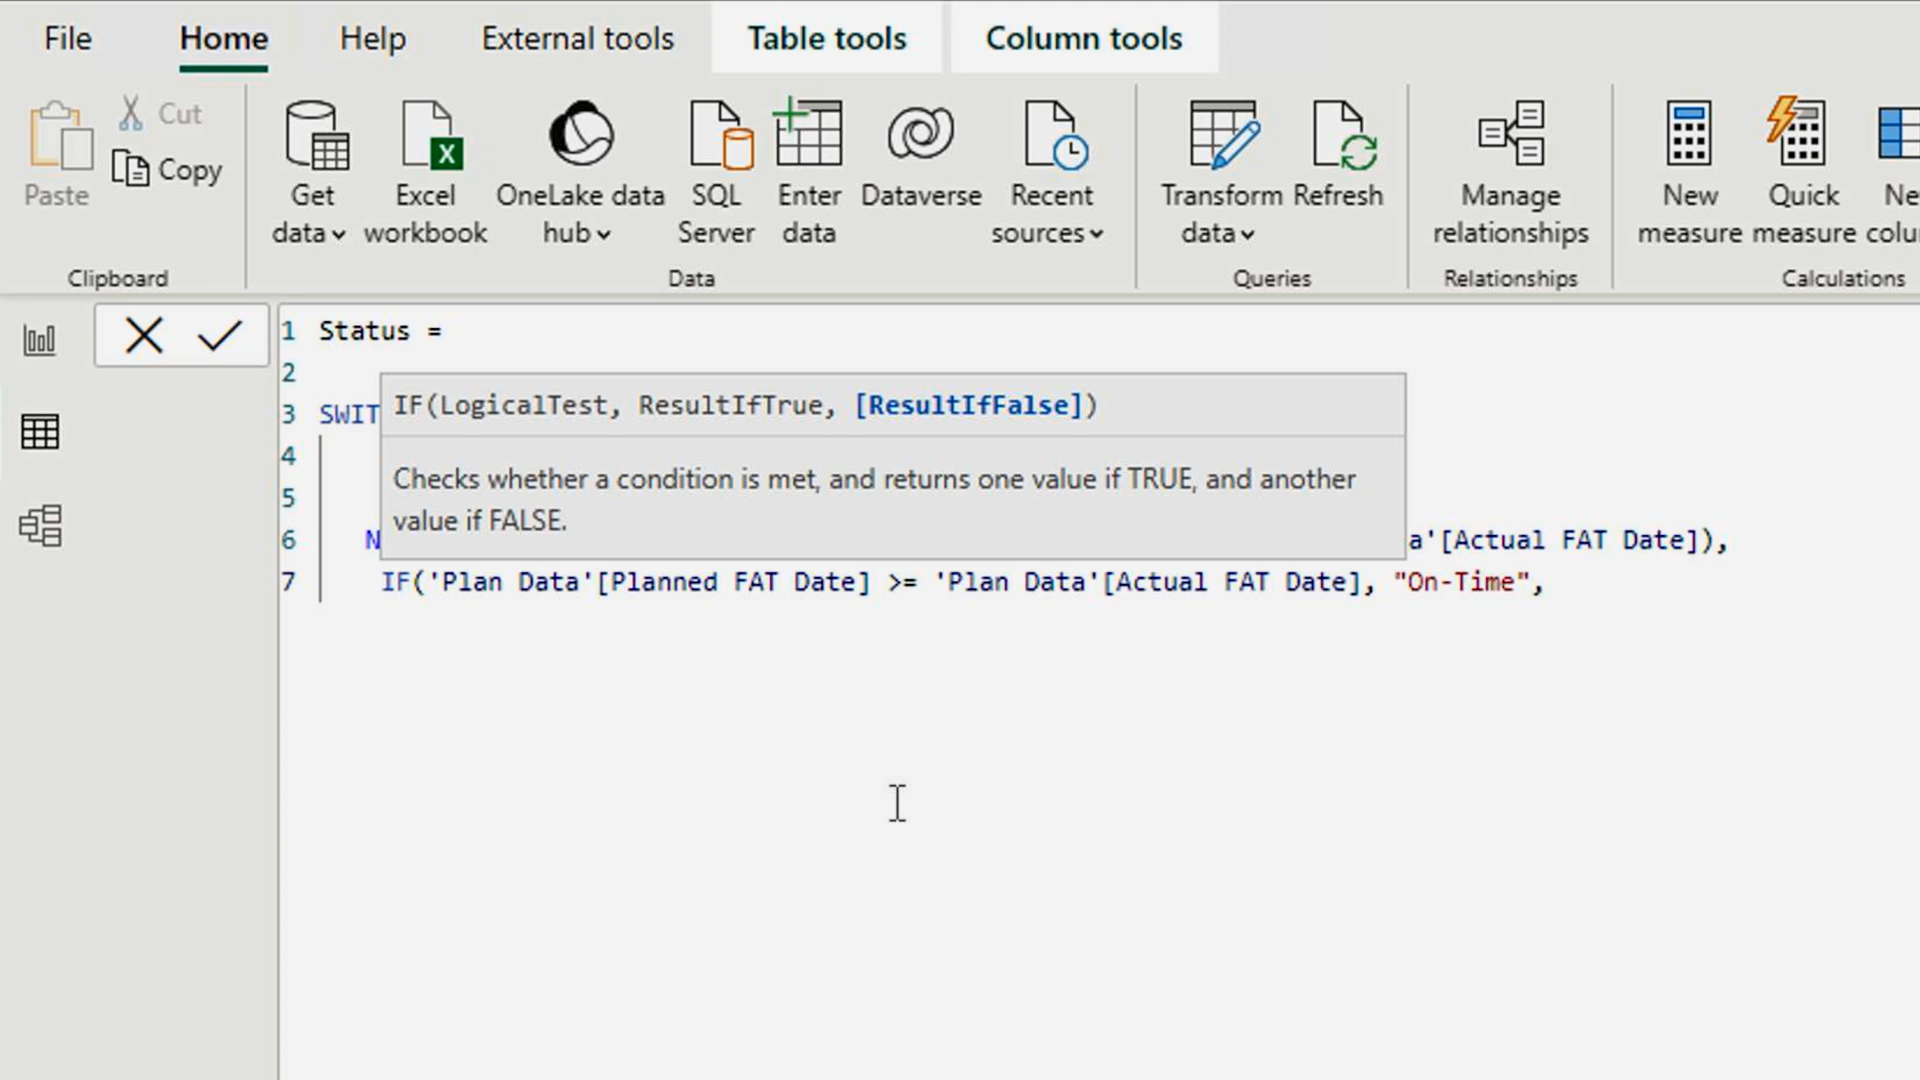 File Home Help External tools Table tools Column tools
Cut
Copy
Paste
Get data
Excel workbook
OneLake data hub
SQL Server
Enter data
Dataverse
Recent sources
Transform data
Refresh
Manage relationships
New measure
Quick measure
Ne
colu
Clipboard Data Queries Relationships Calculations
1 Status =
2
IF(LogicalTest, ResultIfTrue, [ResultIfFalse])
3 SWIT
4
Checks whether a condition is met, and returns one value if TRUE, and another
5
value if FALSE.
6 N a'[Actual FAT Date]),
7 IF('Plan Data'[Planned FAT Date] >= 'Plan Data'[Actual FAT Date], "On-Time",